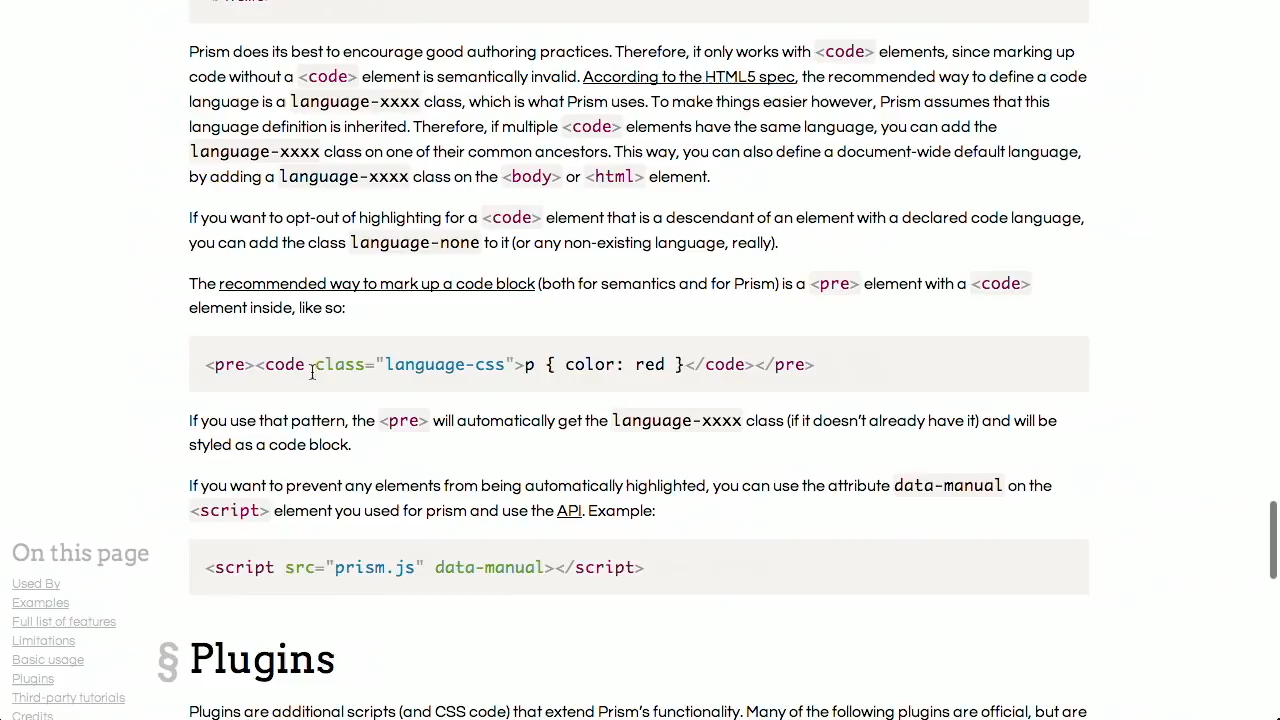 Prism does its best to encourage good authoring practices. Therefore, it only works with <code> elements, since marking up
code without a <code> element is semantically invalid. According to the HTML5 spec, the recommended way to define a code
language is a language-xxxx class, which is what Prism uses. To make things easier however, Prism assumes that this
language definition is inherited. Therefore, if multiple <code> elements have the same language, you can add the
language-xxxx class on one of their common ancestors. This way, you can also define a document-wide default language,
by adding a language-xxxx class on the <body> or <html> element.
If you want to opt-out of highlighting for a <code> element that is a descendant of an element with a declared code language,
you can add the class language-none to it (or any non-existing language, really).
The recommended way to mark up a code block (both for semantics and for Prism) is a <pre> element with a <code>
element inside, like so:
<pre><code class="language-css">p { color: red }</code></pre>
If you use that pattern, the <pre> will automatically get the language-xxxx class (if it doesn't already have it) and will be
styled as a code block.
If you want to prevent any elements from being automatically highlighted, you can use the attribute data-manual on the
<script> element you used for prism and use the API. Example:
<script src="prism.js" data-manual></script>
On this page
Used By
Examples
Full list of features
Limitations
Basic usage
Plugins
Third-party tutorials
Credits
§ Plugins
Plugins are additional scripts (and CSS code) that extend Prism's functionality. Many of the following plugins are official, but are